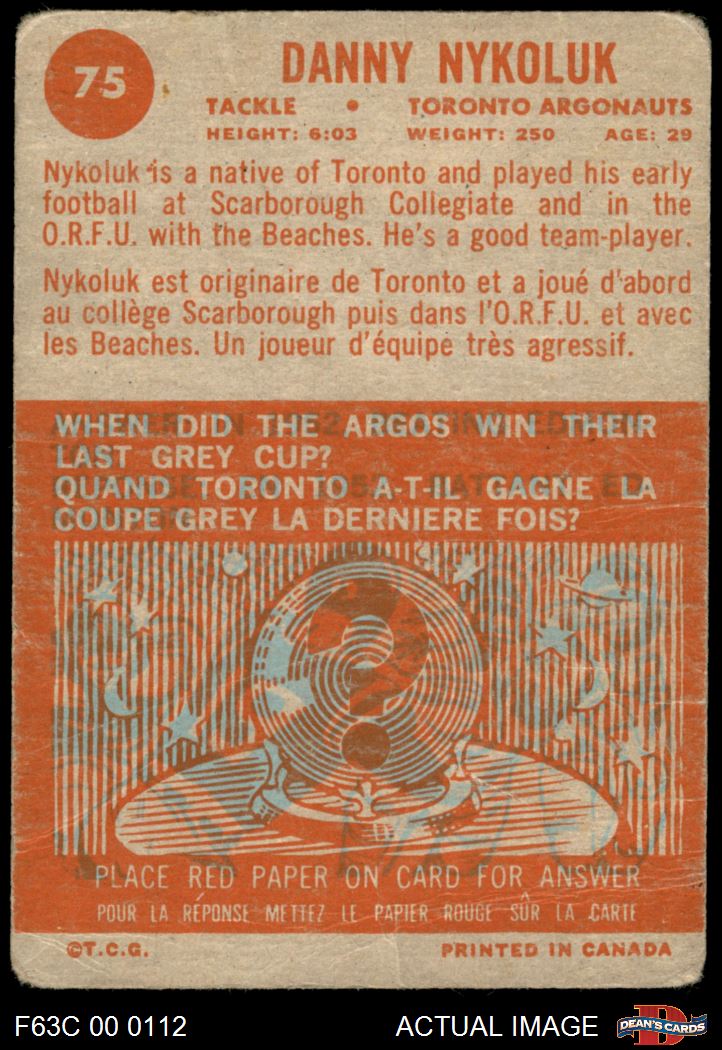 75
DANNY NYKOLUK
TACKLE • TORONTO ARGONAUTS
HEIGHT: 6:03 WEIGHT: 250 AGE: 29
Nykoluk is a native of Toronto and played his early
football at Scarborough Collegiate and in the
O.R.F.U. with the Beaches. He's a good team-player.
Nykoluk est originaire de Toronto et a joué d'abord
au collège Scarborough puis dans l'O.R.F.U. et avec
les Beaches. Un joueur d'équipe très agressif.
WHEN DID THE ARGOS WIN THEIR
LAST GREY CUP?
QUAND TORONTO A-T-IL GAGNE LA
COUPE GREY LA DERNIERE FOIS?
?
PLACE RED PAPER ON CARD FOR ANSWER
POUR LA RÉPONSE METTEZ LE PAPIER ROUGE SÛR LA CARTE
©T.C.G. PRINTED IN CANADA
F63C 00 0112 ACTUAL IMAGE D DEAN'S CARDS